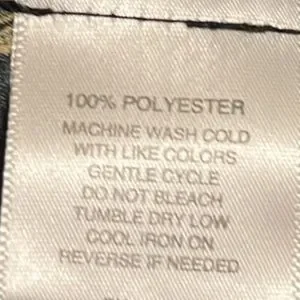 100% POLYESTER
MACHINE WASH COLD
WITH LIKE COLORS
GENTLE CYCLE
DO NOT BLEACH
TUMBLE DRY LOW
COOL IRON ON
REVERSE IF NEEDED